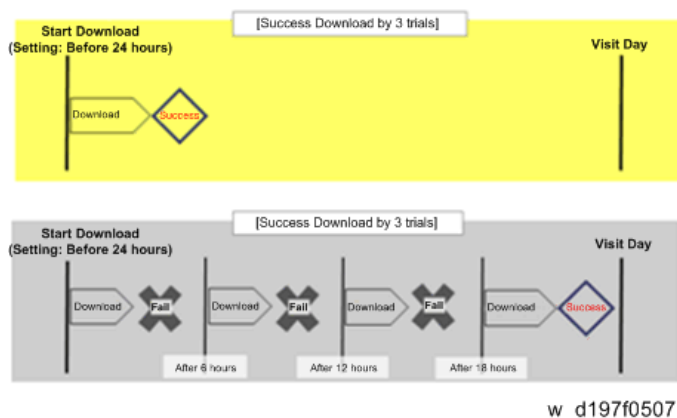 [Success Download by 3 trials]
Start Download
(Setting: Before 24 hours)
Visit Day
Download
Success
[Success Download by 3 trials]
Start Download
(Setting: Before 24 hours)
Visit Day
Download
Fail
Download
Fail
Download
Fail
Download
Success
After 6 hours
After 12 hours
After 18 hours
w_d197f0507